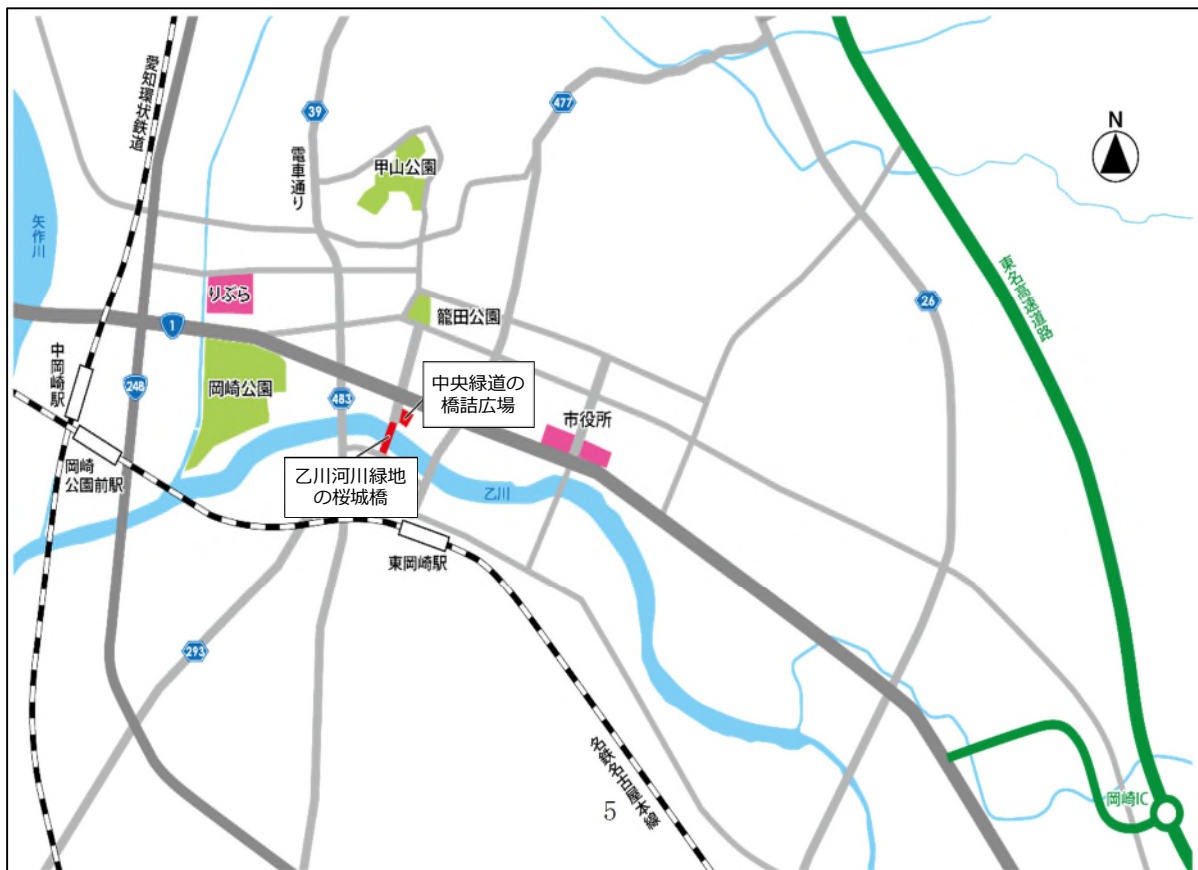 愛知環状鉄道
39
477
N
電車通り
甲山公園
矢作川
東名高速道路
りぶら
籠田公園
26
1
中岡崎駅
中央緑道の
橋詰広場
248
岡崎公園
483
市役所
岡崎
公園前駅
乙川河川緑地
の桜城橋
乙川
東岡崎駅
293
名鉄名古屋本線
5
岡崎IC